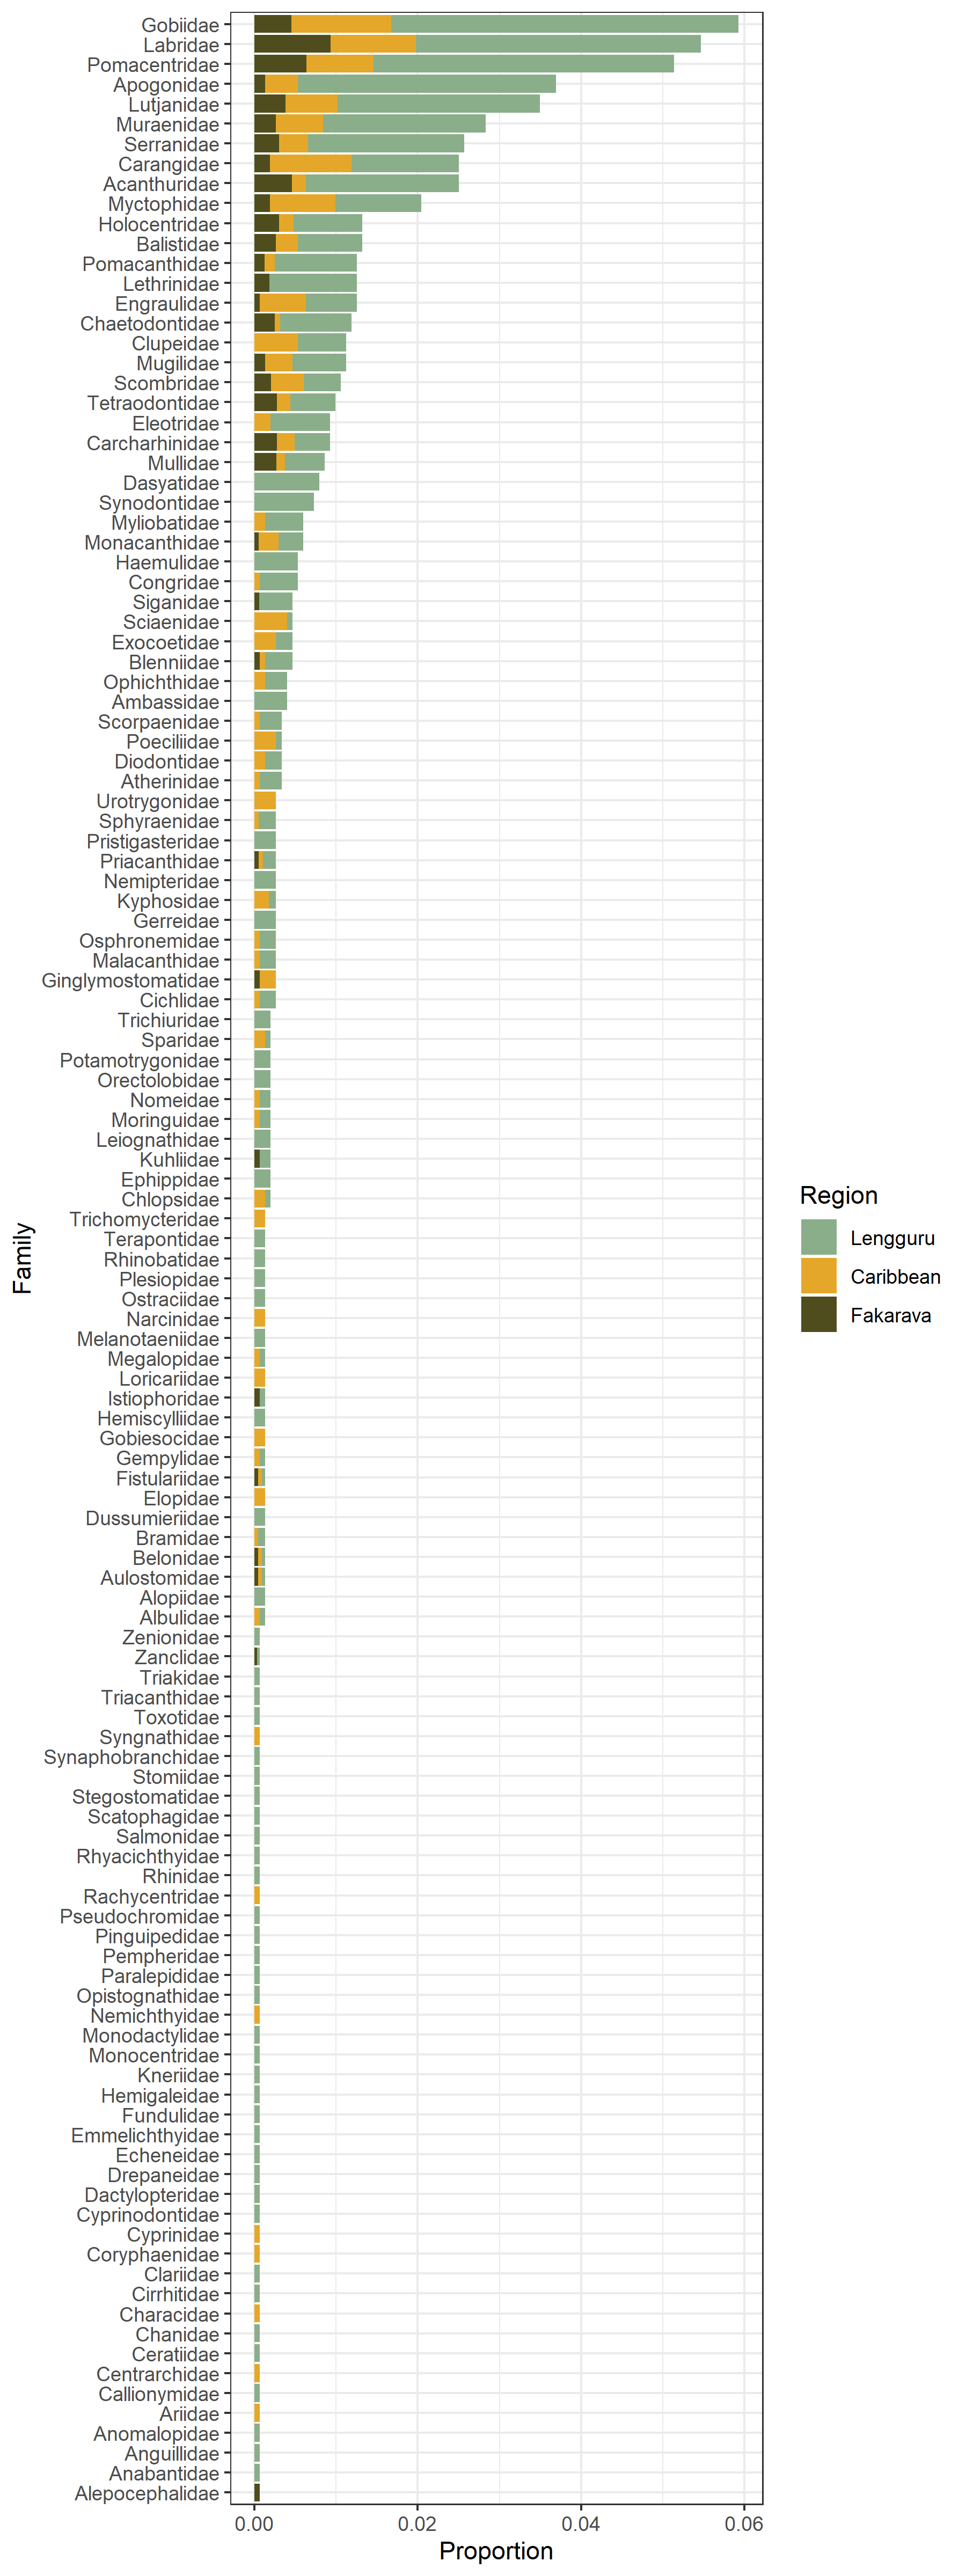 Gobiidae
Labridae
Pomacentridae
Apogonidae
Lutjanidae
Muraenidae
Serranidae
Carangidae
Acanthuridae
Myctophidae
Holocentridae
Balistidae
Pomacanthidae
Lethrinidae
Engraulidae
Chaetodontidae
Clupeidae
Mugilidae
Scombridae
Tetraodontidae
Eleotridae
Carcharhinidae
Mullidae
Dasyatidae
Synodontidae
Myliobatidae
Monacanthidae
Haemulidae
Congridae
Siganidae
Sciaenidae
Exocoetidae
Blenniidae
Ophichthidae
Ambassidae
Scorpaenidae
Poeciliidae
Diodontidae
Atherinidae
Urotrygonidae
Sphyraenidae
Pristigasteridae
Priacanthidae
Nemipteridae
Kyphosidae
Gerreidae
Osphronemidae
Malacanthidae
Ginglymostomatidae
Cichlidae
Trichiuridae
Sparidae
Potamotrygonidae
Orectolobidae
Nomeidae
Moringuidae
Leiognathidae
Kuhliidae
Ephippidae
Chlopsidae
Trichomycteridae
Terapontidae
Rhinobatidae
Plesiopidae
Ostraciidae
Narcinidae
Melanotaeniidae
Megalopidae
Loricariidae
Istiophoridae
Hemiscylliidae
Gobiesocidae
Gempylidae
Fistulariidae
Elopidae
Dussumieriidae
Bramidae
Belonidae
Aulostomidae
Alopiidae
Albulidae
Zenionidae
Zanclidae
Triakidae
Triacanthidae
Toxotidae
Syngnathidae
Synaphobranchidae
Stomiidae
Stegostomatidae
Scatophagidae
Salmonidae
Rhyacichthyidae
Rhinidae
Rachycentridae
Pseudochromidae
Pinguipedidae
Pempheridae
Paralepididae
Opistognathidae
Nemichthyidae
Monodactylidae
Monocentridae
Kneriidae
Hemigaleidae
Fundulidae
Emmelichthyidae
Echeneidae
Drepaneidae
Dactylopteridae
Cyprinodontidae
Cyprinidae
Coryphaenidae
Clariidae
Cirrhitidae
Characidae
Chanidae
Ceratiidae
Centrarchidae
Callionymidae
Ariidae
Anomalopidae
Anguillidae
Anabantidae
Alepocephalidae
0.00 0.02 0.04 0.06
Proportion
Family
Region
Lengguru
Caribbean
Fakarava